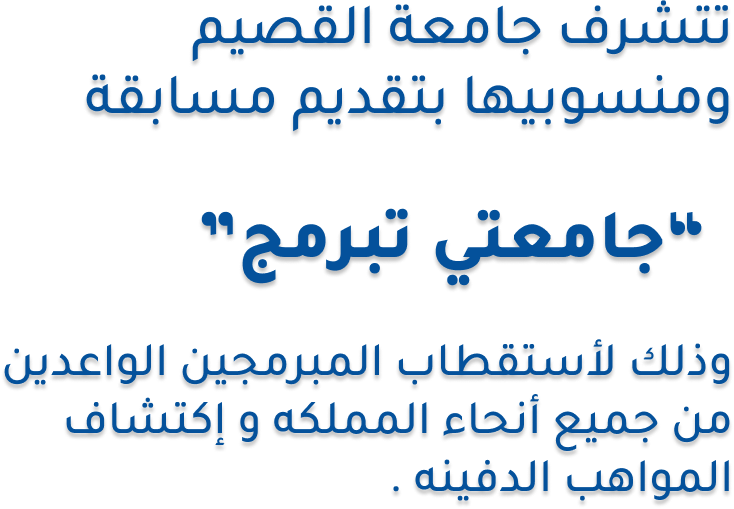 تتشرف جامعة القصيم
ومنسوبيها بتقديم مسابقة
“جامعتي تبرمج”
وذلك لأستقطاب المبرمجين الواعدين
من جميع أنحاء المملكه و إكتشاف
المواهب الدفينه .